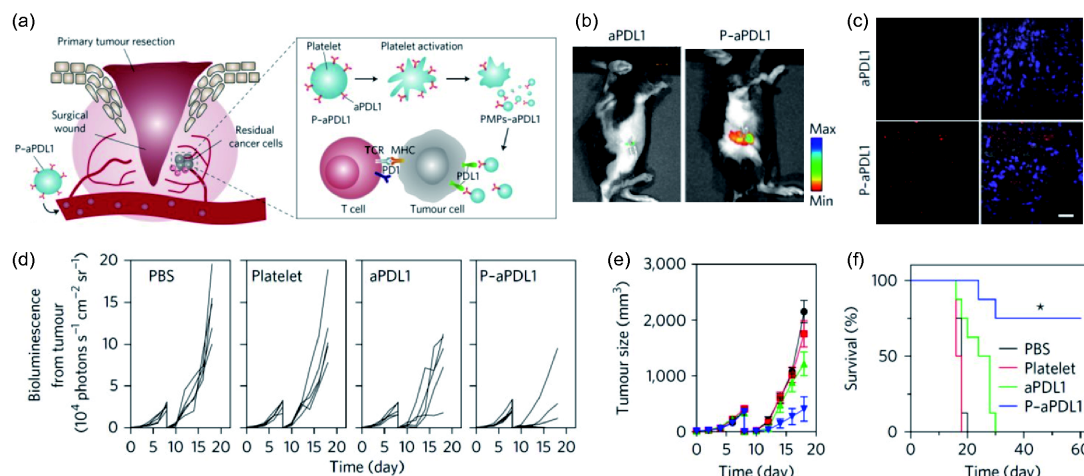 (a)
Primary tumour resection
Surgical
wound
P-aPDL1
Residual
cancer cells
Platelet
Platelet activation
aPDL1
P-aPDL1
PMPs-aPDL1
TCR MHC
PD1
PDL1
T cell
Tumour cell
(b)
aPDL1
P-aPDL1
Max
Min
(c)
aPDL1
P-aPDL1
(d)
Bioluminescence
from tumour
(10⁴ photons s⁻¹ cm⁻² sr⁻¹)
20
15
10
5
0
PBS
Platelet
aPDL1
P-aPDL1
0 5 10 15 20
0 5 10 15 20
0 5 10 15 20
0 5 10 15 20
Time (day)
(e)
Tumour size (mm³)
3,000
2,000
1,000
0
0 5 10 15 20
Time (day)
(f)
Survival (%)
100
50
0
*
PBS
Platelet
aPDL1
P-aPDL1
0 20 40 60
Time (day)